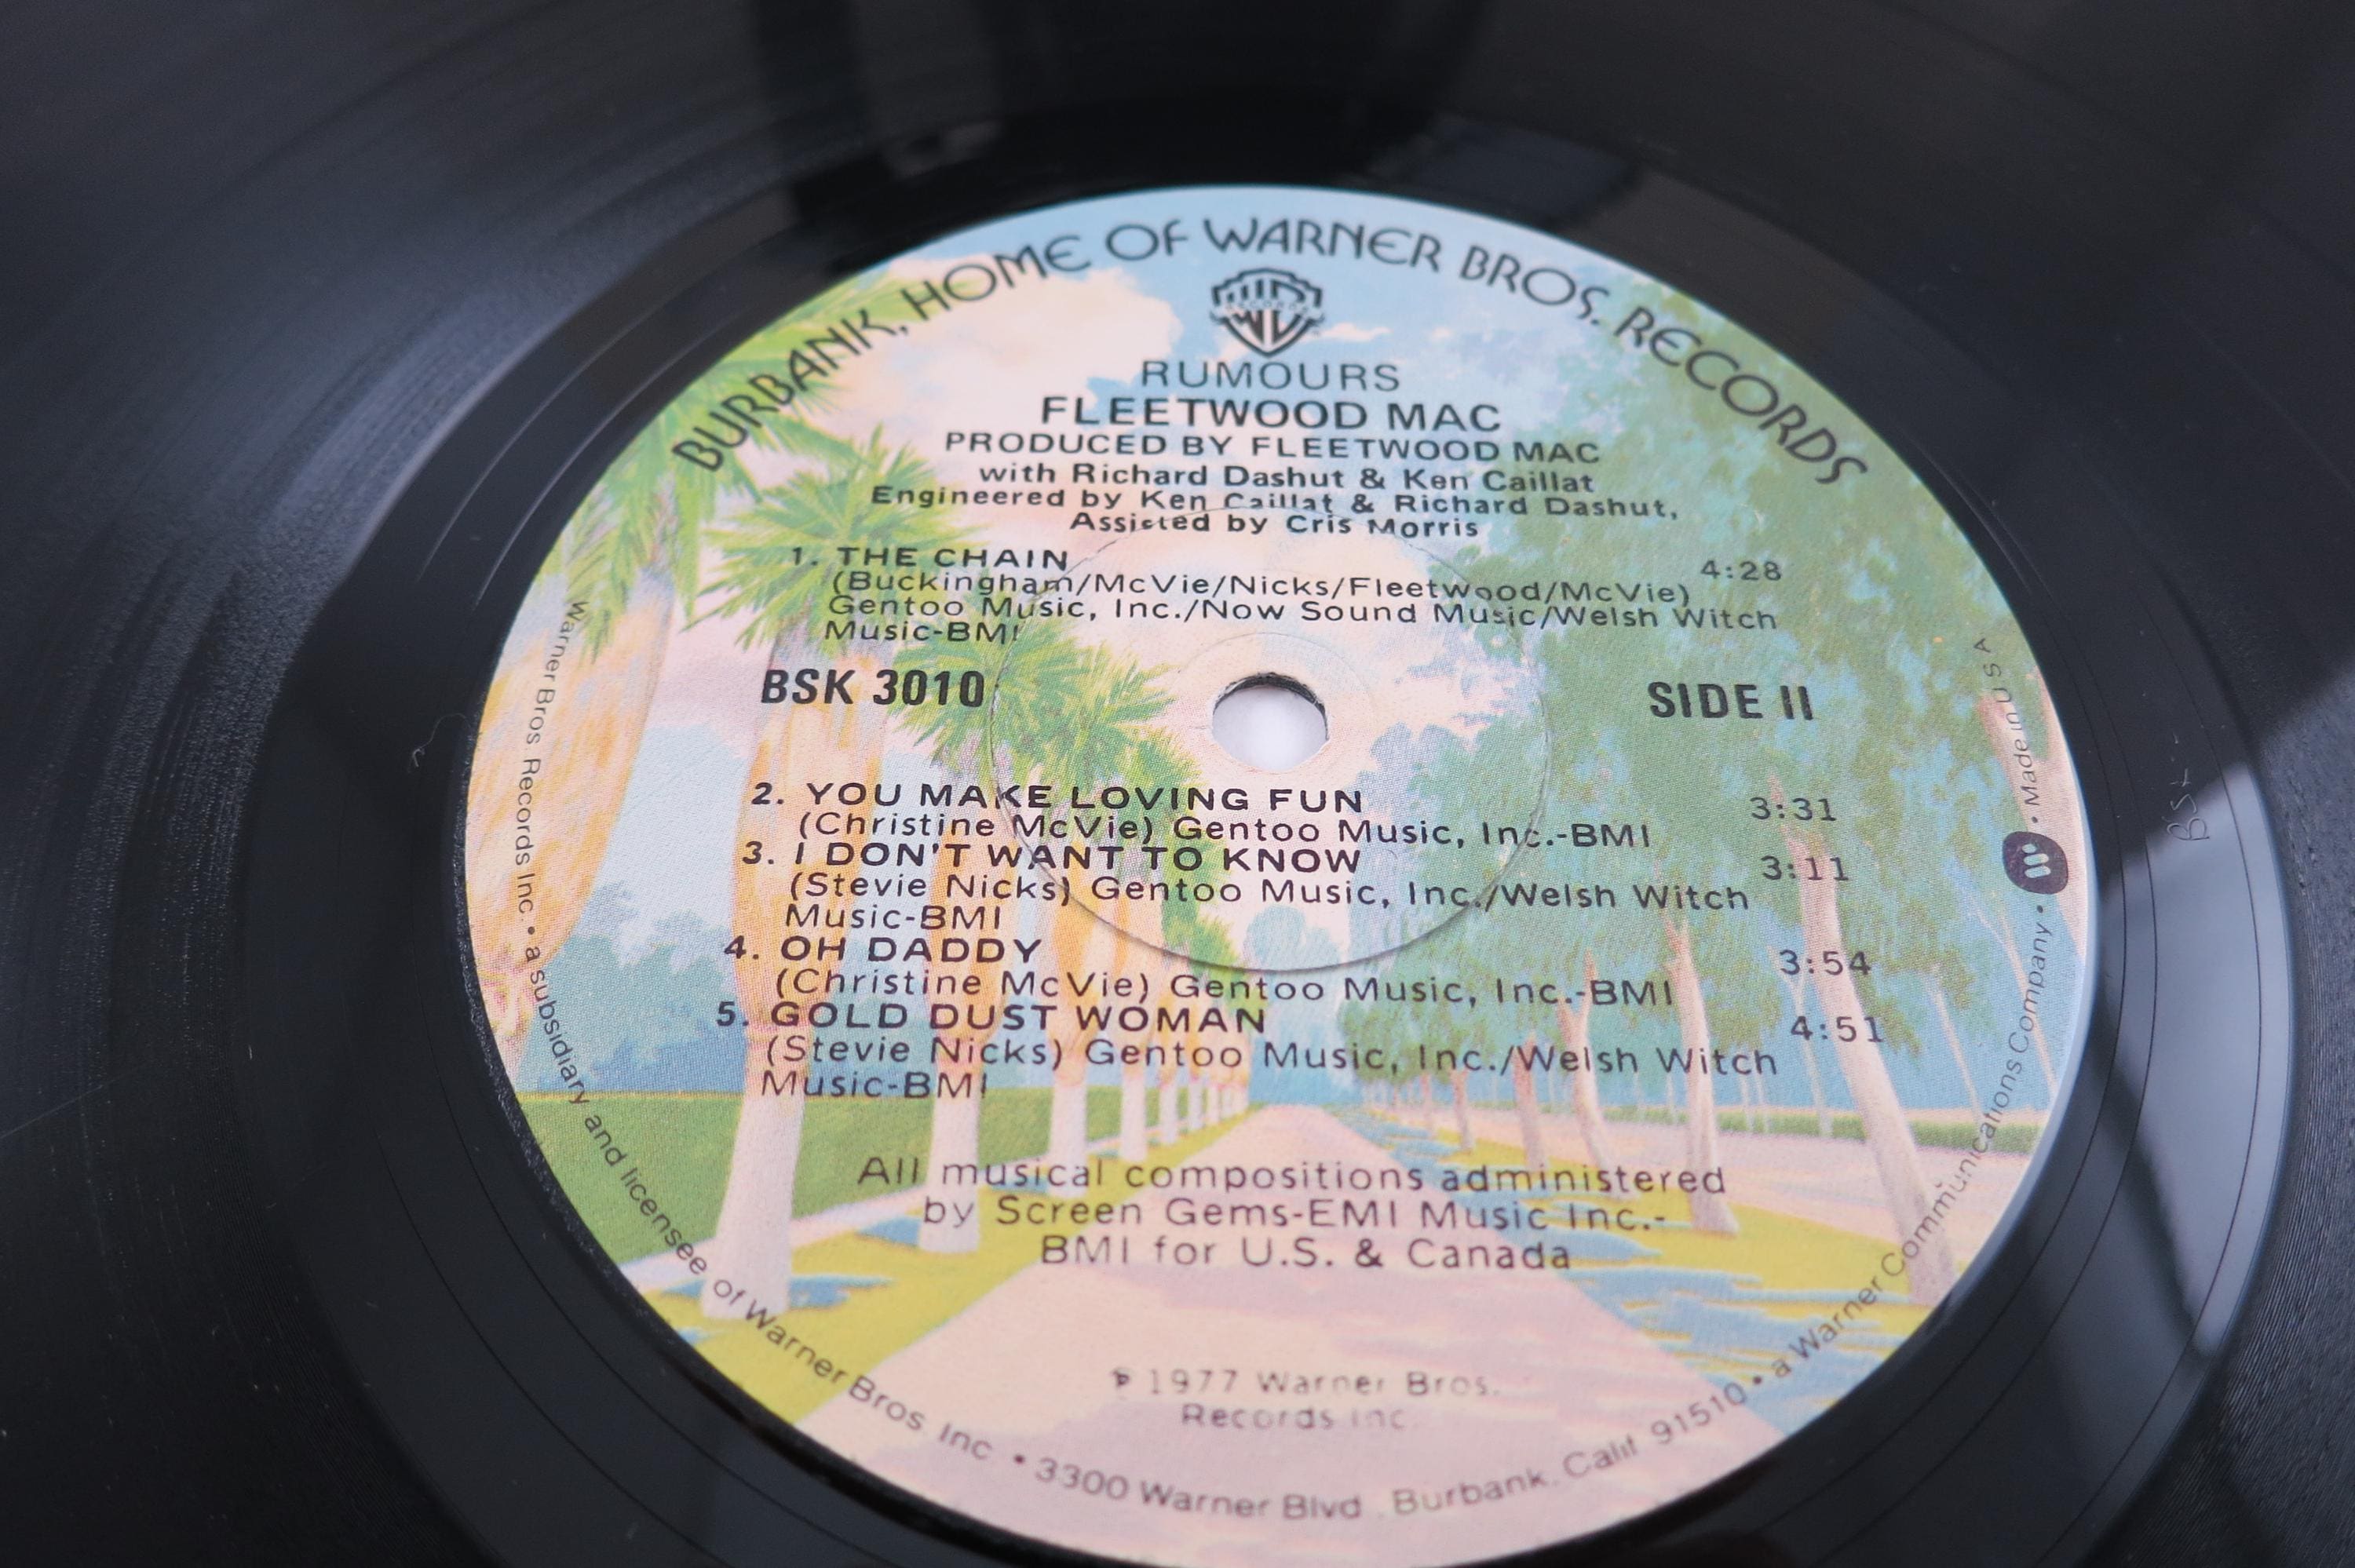 BURBANK, HOME OF WARNER BROS. RECORDS
RECORDS
RUMOURS
FLEETWOOD MAC
PRODUCED BY FLEETWOOD MAC
with Richard Dashut & Ken Caillat
Engineered by Ken Caillat & Richard Dashut,
Assisted by Cris Morris
1. THE CHAIN 4:28
(Buckingham/McVie/Nicks/Fleetwood/McVie)
Gentoo Music, Inc./Now Sound Music/Welsh Witch
Music-BMI
BSK 3010 SIDE II
2. YOU MAKE LOVING FUN 3:31
(Christine McVie) Gentoo Music, Inc.-BMI
3. I DON'T WANT TO KNOW 3:11
(Stevie Nicks) Gentoo Music, Inc./Welsh Witch
Music-BMI
4. OH DADDY 3:54
(Christine McVie) Gentoo Music, Inc.-BMI
5. GOLD DUST WOMAN 4:51
(Stevie Nicks) Gentoo Music, Inc./Welsh Witch
Music-BMI
All musical compositions administered
by Screen Gems-EMI Music Inc.-
BMI for U.S. & Canada
℗ 1977 Warner Bros.
Records Inc.
Warner Bros Records Inc. • a subsidiary and licensee of Warner Bros Inc • 3300 Warner Blvd. Burbank. Calif 91510 • a Warner Communications Company • Made in U S A